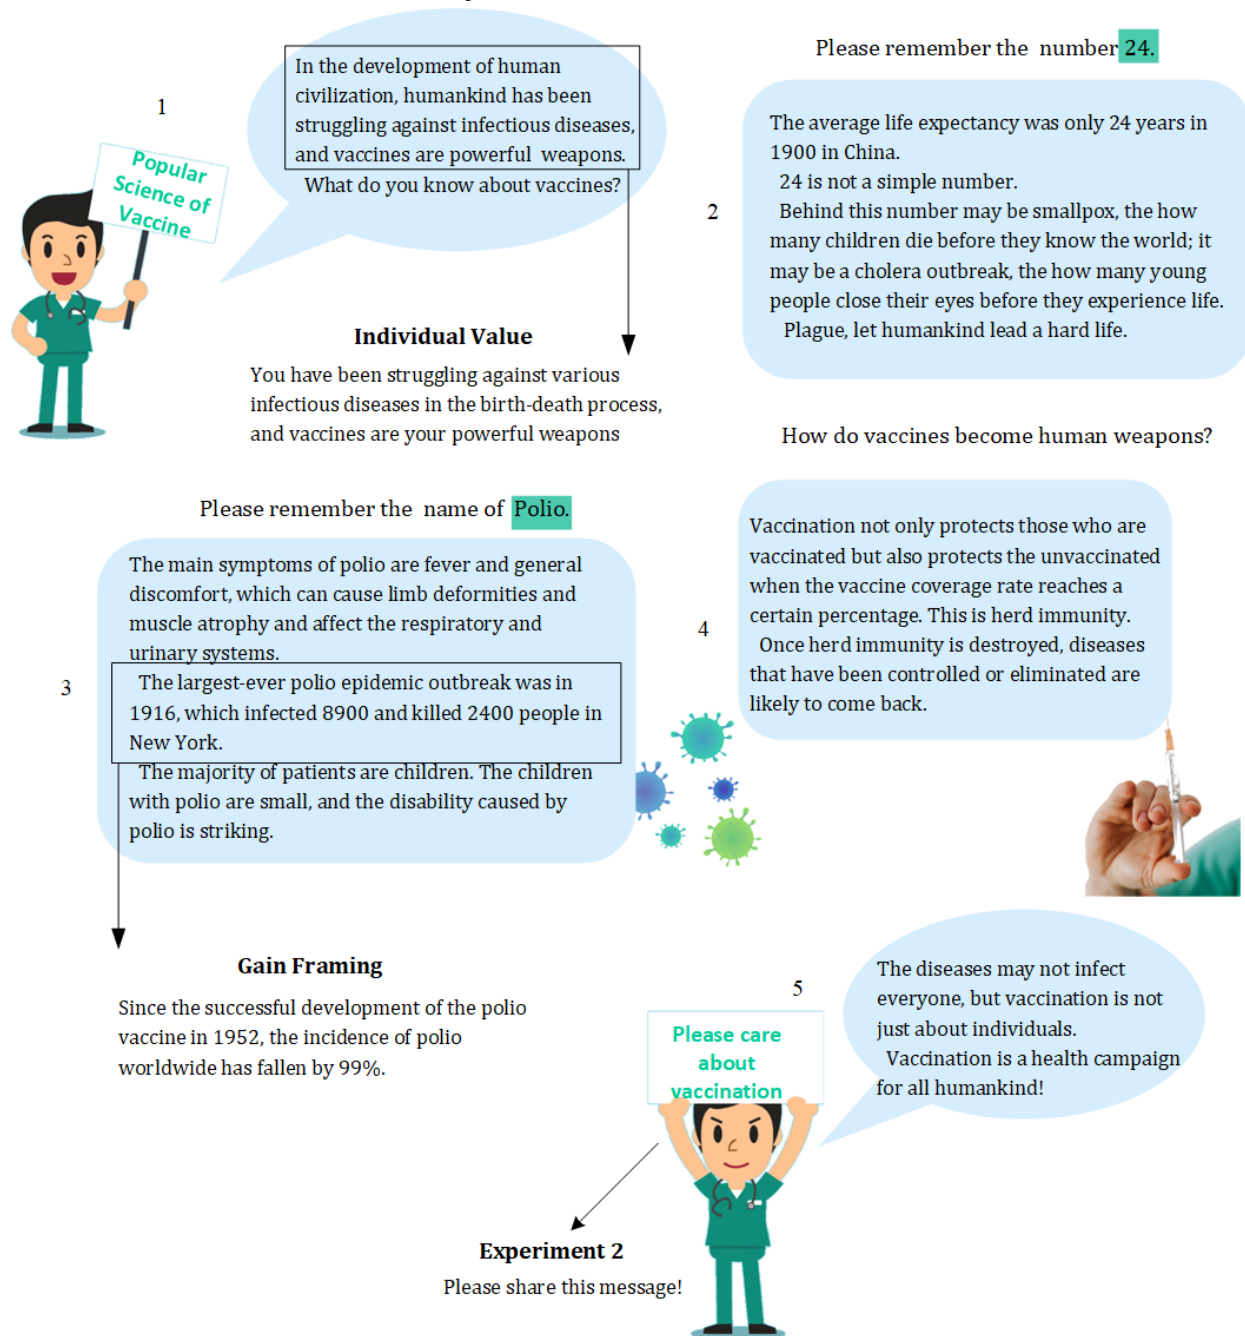 1
Popular
Science of
Vaccine
In the development of human
civilization, humankind has been
struggling against infectious diseases,
and vaccines are powerful weapons.
What do you know about vaccines?
Individual Value
You have been struggling against various
infectious diseases in the birth-death process,
and vaccines are your powerful weapons
Please remember the number 24.
2
The average life expectancy was only 24 years in
1900 in China.
24 is not a simple number.
Behind this number may be smallpox, the how
many children die before they know the world; it
may be a cholera outbreak, the how many young
people close their eyes before they experience life.
Plague, let humankind lead a hard life.
Please remember the name of Polio.
3
The main symptoms of polio are fever and general
discomfort, which can cause limb deformities and
muscle atrophy and affect the respiratory and
urinary systems.
The largest-ever polio epidemic outbreak was in
1916, which infected 8900 and killed 2400 people in
New York.
The majority of patients are children. The children
with polio are small, and the disability caused by
polio is striking.
Gain Framing
Since the successful development of the polio
vaccine in 1952, the incidence of polio
worldwide has fallen by 99%.
How do vaccines become human weapons?
4
Vaccination not only protects those who are
vaccinated but also protects the unvaccinated
when the vaccine coverage rate reaches a
certain percentage. This is herd immunity.
Once herd immunity is destroyed, diseases
that have been controlled or eliminated are
likely to come back.
5
Please care
about
vaccination
The diseases may not infect
everyone, but vaccination is not
just about individuals.
Vaccination is a health campaign
for all humankind!
Experiment 2
Please share this message!